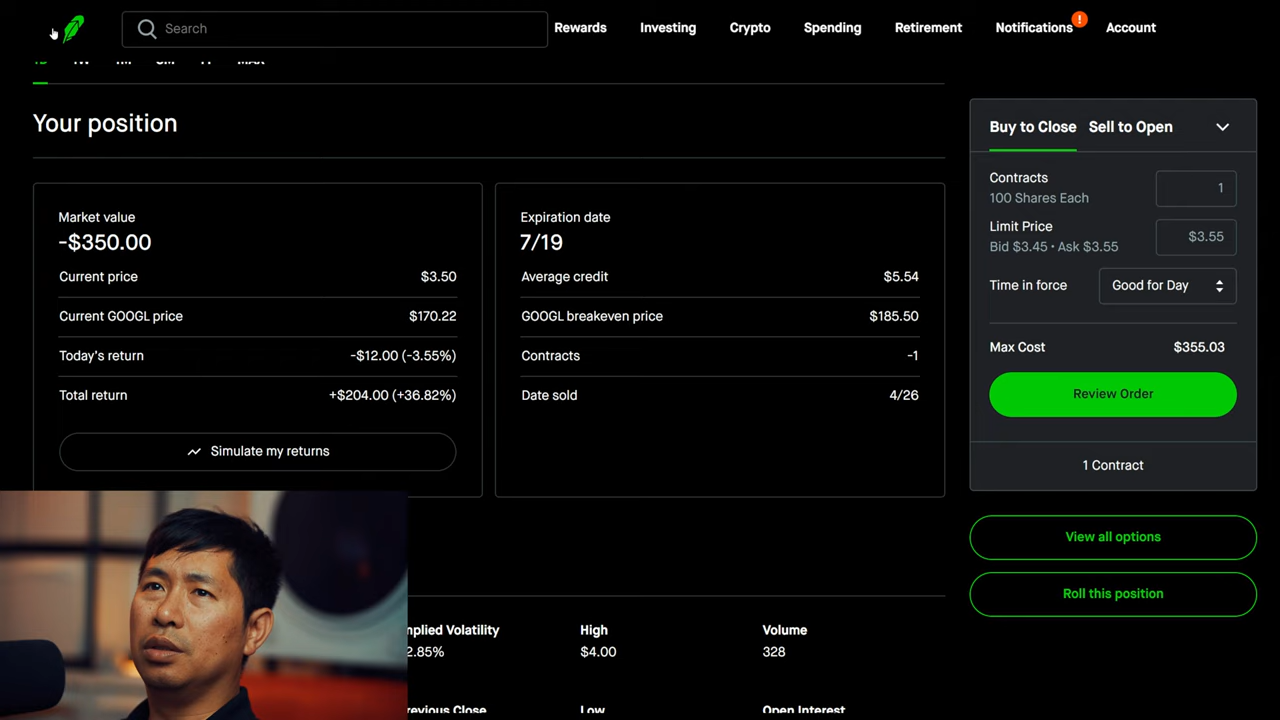 Search
Rewards
Investing
Crypto
Spending
Retirement
Notifications
!
Account
Your position
Market value
-$350.00
Current price
$3.50
Current GOOGL price
$170.22
Today's return
-$12.00 (-3.55%)
Total return
+$204.00 (+36.82%)
Simulate my returns
Expiration date
7/19
Average credit
$5.54
GOOGL breakeven price
$185.50
Contracts
-1
Date sold
4/26
Buy to Close
Sell to Open
Contracts
1
100 Shares Each
Limit Price
$3.55
Bid $3.45 • Ask $3.55
Time in force
Good for Day
Max Cost
$355.03
Review Order
1 Contract
View all options
Roll this position
Volatility
High
Volume
2.85%
$4.00
328
Close
Low
Open Interest